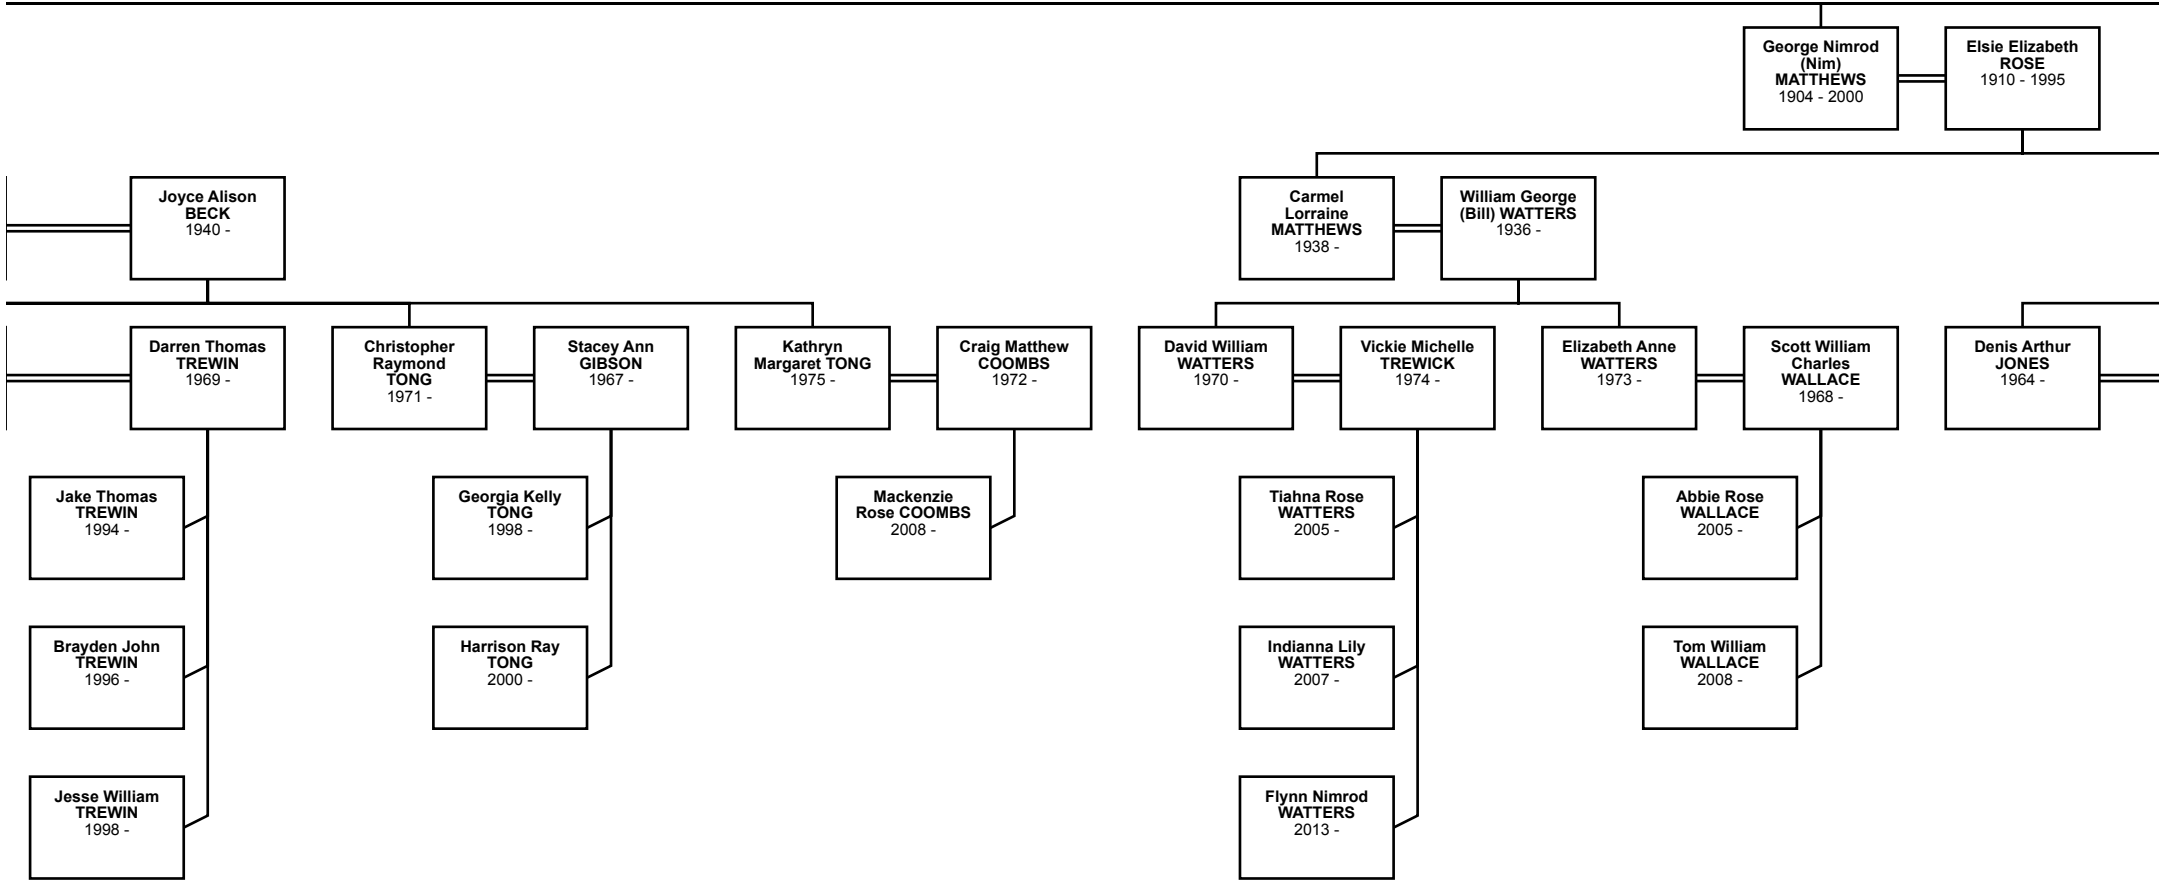 George Nimrod
(Nim)
MATTHEWS
1904 - 2000
Elsie Elizabeth
ROSE
1910 - 1995
Joyce Alison
BECK
1940 -
Carmel
Lorraine
MATTHEWS
1938 -
William George
(Bill) WATTERS
1936 -
Darren Thomas
TREWIN
1969 -
Christopher
Raymond
TONG
1971 -
Stacey Ann
GIBSON
1967 -
Kathryn
Margaret TONG
1975 -
Craig Matthew
COOMBS
1972 -
David William
WATTERS
1970 -
Vickie Michelle
TREWICK
1974 -
Elizabeth Anne
WATTERS
1973 -
Scott William
Charles
WALLACE
1968 -
Denis Arthur
JONES
1964 -
Jake Thomas
TREWIN
1994 -
Georgia Kelly
TONG
1998 -
Mackenzie
Rose COOMBS
2008 -
Tiahna Rose
WATTERS
2005 -
Abbie Rose
WALLACE
2005 -
Brayden John
TREWIN
1996 -
Harrison Ray
TONG
2000 -
Indianna Lily
WATTERS
2007 -
Tom William
WALLACE
2008 -
Jesse William
TREWIN
1998 -
Flynn Nimrod
WATTERS
2013 -